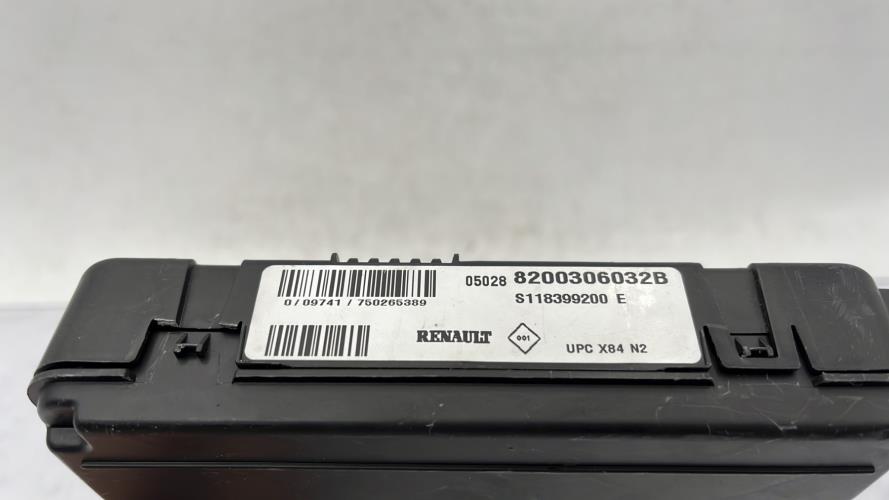 05028 8200306032B
0/09741/750265389
S118399200 E
RENAULT
001
UPC X84 N2